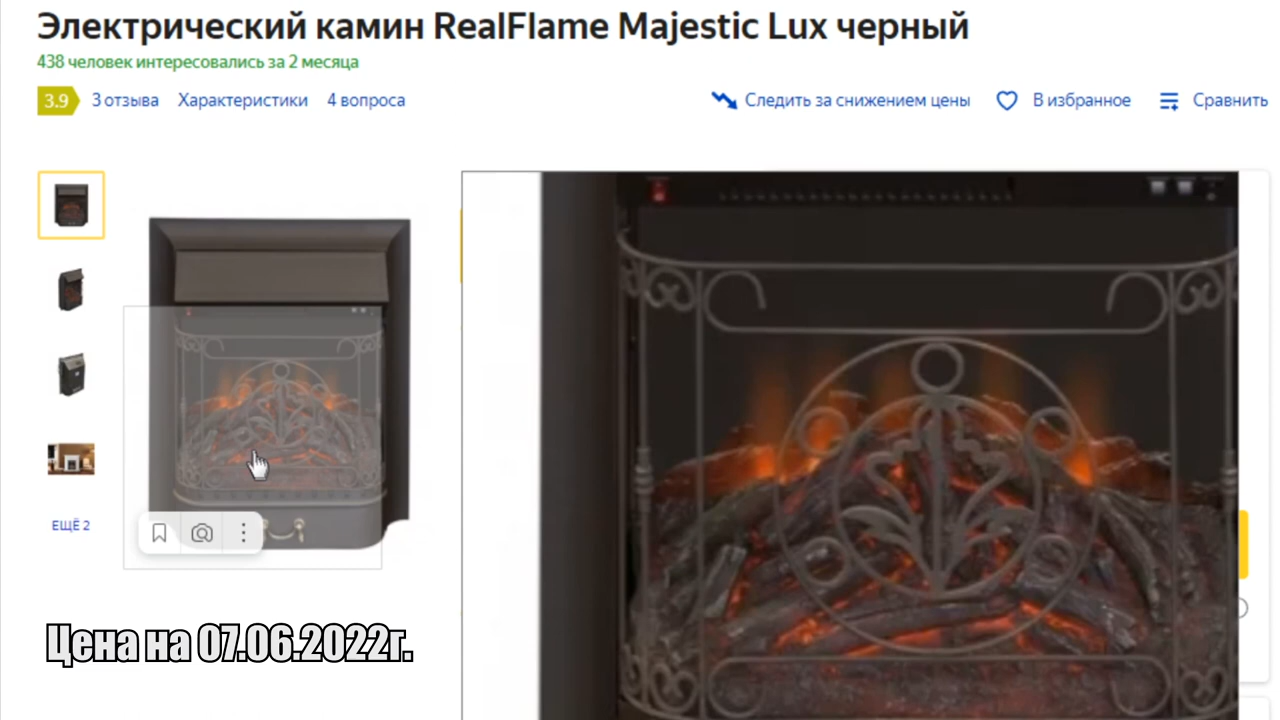 Электрический камин RealFlame Majestic Lux черный
438 человек интересовались за 2 месяца
3.9 3 отзыва Характеристики 4 вопроса Следить за снижением цены В избранное Сравнить
ЕЩЁ 2
Цена на 07.06.2022г.